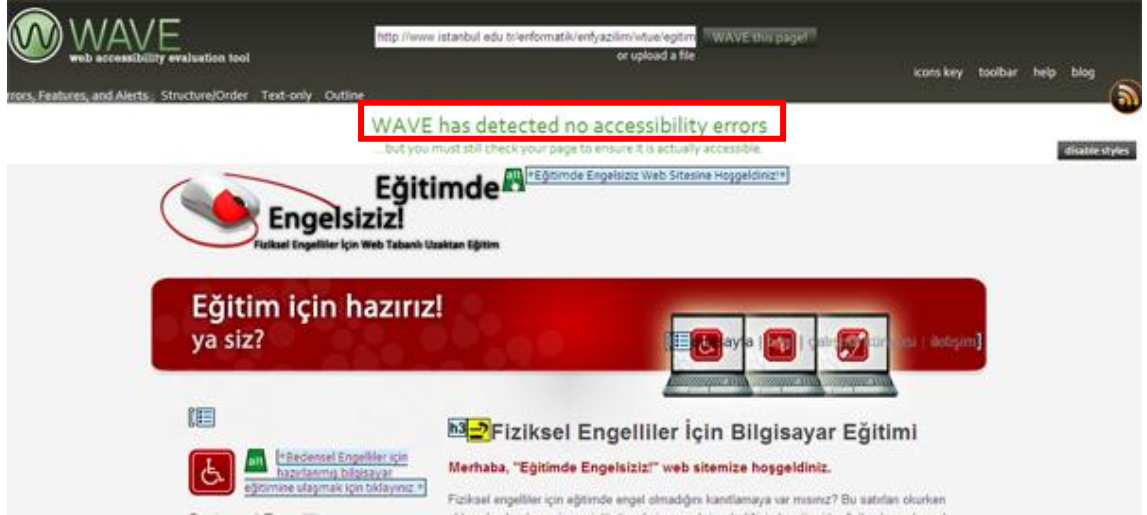 WAVE
web accessibility evaluation tool
http://www.istanbul.edu.tr/enformatik/enfyazilim/wtue/egitim
WAVE this page!
or upload a file
icons key toolbar help blog
rrors, Features, and Alerts Structure/Order Text-only Outline
WAVE has detected no accessibility errors
...but you must still check your page to ensure it is actually accessible.
disable styles
Eğitimde
Engelsiziz!
Fiziksel Engelliler İçin Web Tabanlı Uzaktan Eğitim
alt
*Eğitimde Engelsiziz Web Sitesine Hoşgeldiniz!*
Eğitim için hazırız!
ya siz?
iletişim
h3
Fiziksel Engelliler İçin Bilgisayar Eğitimi
alt
*Bedensel Engelliler için
hazırlanmış bilgisayar
eğitimine ulaşmak için tıklayınız.*
Merhaba, "Eğitimde Engelsiziz!" web sitemize hoşgeldiniz.
Fiziksel engelliler için eğitimde engel olmadığını kanıtlamaya var mısınız? Bu satırları okurken